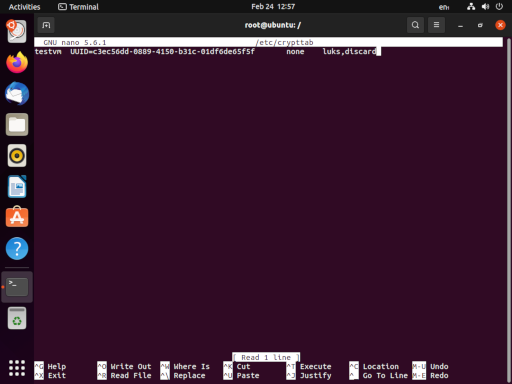 Activities Terminal Feb 24 12:57 en
root@ubuntu: /
GNU nano 5.6.1 /etc/crypttab
testvm UUID=c3ec56dd-0889-4150-b31c-01df6de65f5f none luks,discard
[ Read 1 line ]
^G Help ^O Write Out ^W Where Is ^K Cut ^T Execute ^C Location M-U Undo
^X Exit ^R Read File ^\ Replace ^U Paste ^J Justify ^_ Go To Line M-E Redo